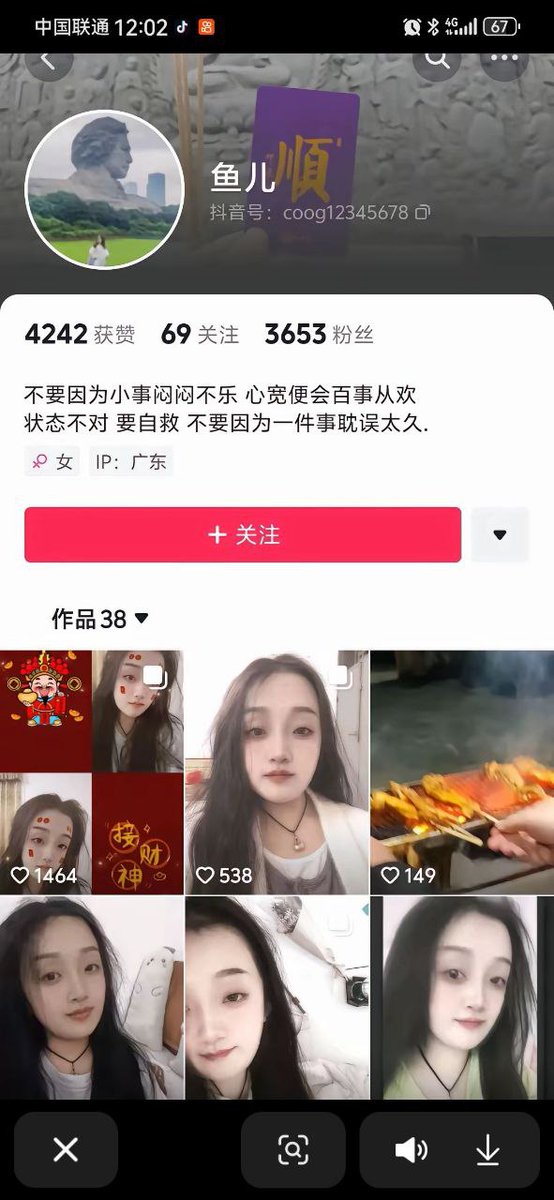 中国联通 12:02
4G
67
順
鱼儿
抖音号：coog12345678
4242 获赞 69 关注 3653 粉丝
不要因为小事闷闷不乐 心宽便会百事从欢
状态不对 要自救 不要因为一件事耽误太久.
女 IP：广东
+ 关注
作品 38
接
财
神
1464
538
149